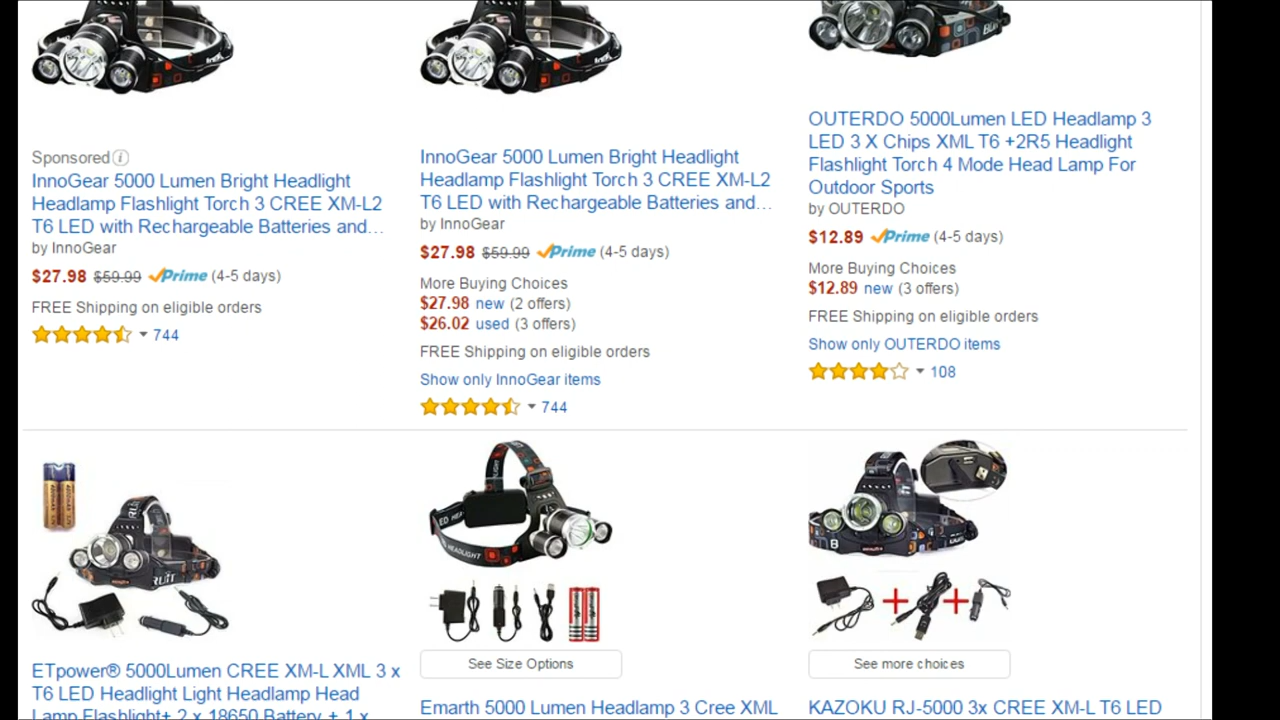 Sponsored
InnoGear 5000 Lumen Bright Headlight
Headlamp Flashlight Torch 3 CREE XM-L2
T6 LED with Rechargeable Batteries and…
by InnoGear
$27.98 $59.99 Prime (4-5 days)
FREE Shipping on eligible orders
744
InnoGear 5000 Lumen Bright Headlight
Headlamp Flashlight Torch 3 CREE XM-L2
T6 LED with Rechargeable Batteries and…
by InnoGear
$27.98 $59.99 Prime (4-5 days)
More Buying Choices
$27.98 new (2 offers)
$26.02 used (3 offers)
FREE Shipping on eligible orders
Show only InnoGear items
744
OUTERDO 5000Lumen LED Headlamp 3
LED 3 X Chips XML T6 +2R5 Headlight
Flashlight Torch 4 Mode Head Lamp For
Outdoor Sports
by OUTERDO
$12.89 Prime (4-5 days)
More Buying Choices
$12.89 new (3 offers)
FREE Shipping on eligible orders
Show only OUTERDO items
108
ETpower® 5000Lumen CREE XM-L XML 3 x
T6 LED Headlight Light Headlamp Head
Lamp Flashlight+ 2 x 18650 Battery + 1 x
HEADLIGHT
See Size Options
Emarth 5000 Lumen Headlamp 3 Cree XML
See more choices
KAZOKU RJ-5000 3x CREE XM-L T6 LED